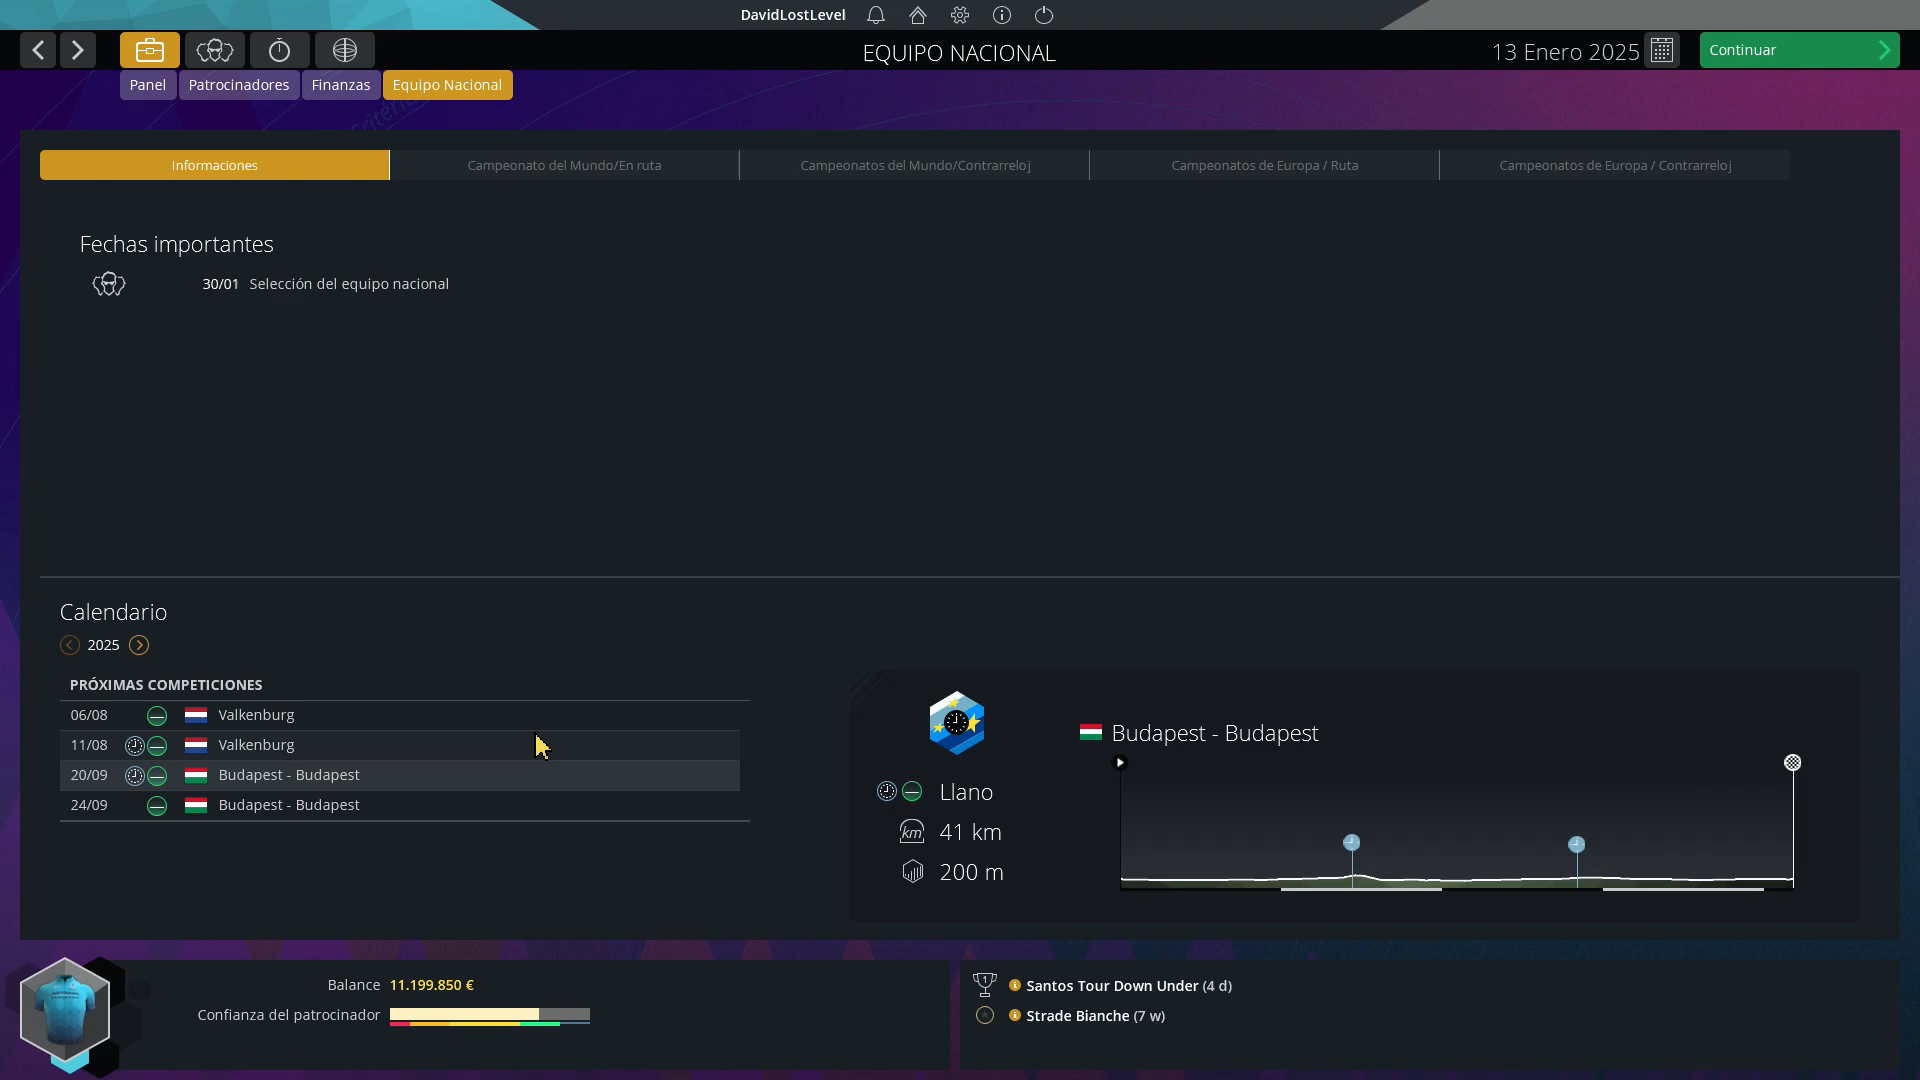 DavidLostLevel
EQUIPO NACIONAL
13 Enero 2025
Continuar
Panel
Patrocinadores
Finanzas
Equipo Nacional
Informaciones
Campeonato del Mundo/En ruta
Campeonatos del Mundo/Contrarreloj
Campeonatos de Europa / Ruta
Campeonatos de Europa / Contrarreloj
Fechas importantes
30/01 Selección del equipo nacional
Calendario
2025
PRÓXIMAS COMPETICIONES
06/08 Valkenburg
11/08 Valkenburg
20/09 Budapest - Budapest
24/09 Budapest - Budapest
Budapest - Budapest
Llano
km 41 km
200 m
Balance 11.199.850 €
Confianza del patrocinador
1 Santos Tour Down Under (4 d)
Strade Bianche (7 w)